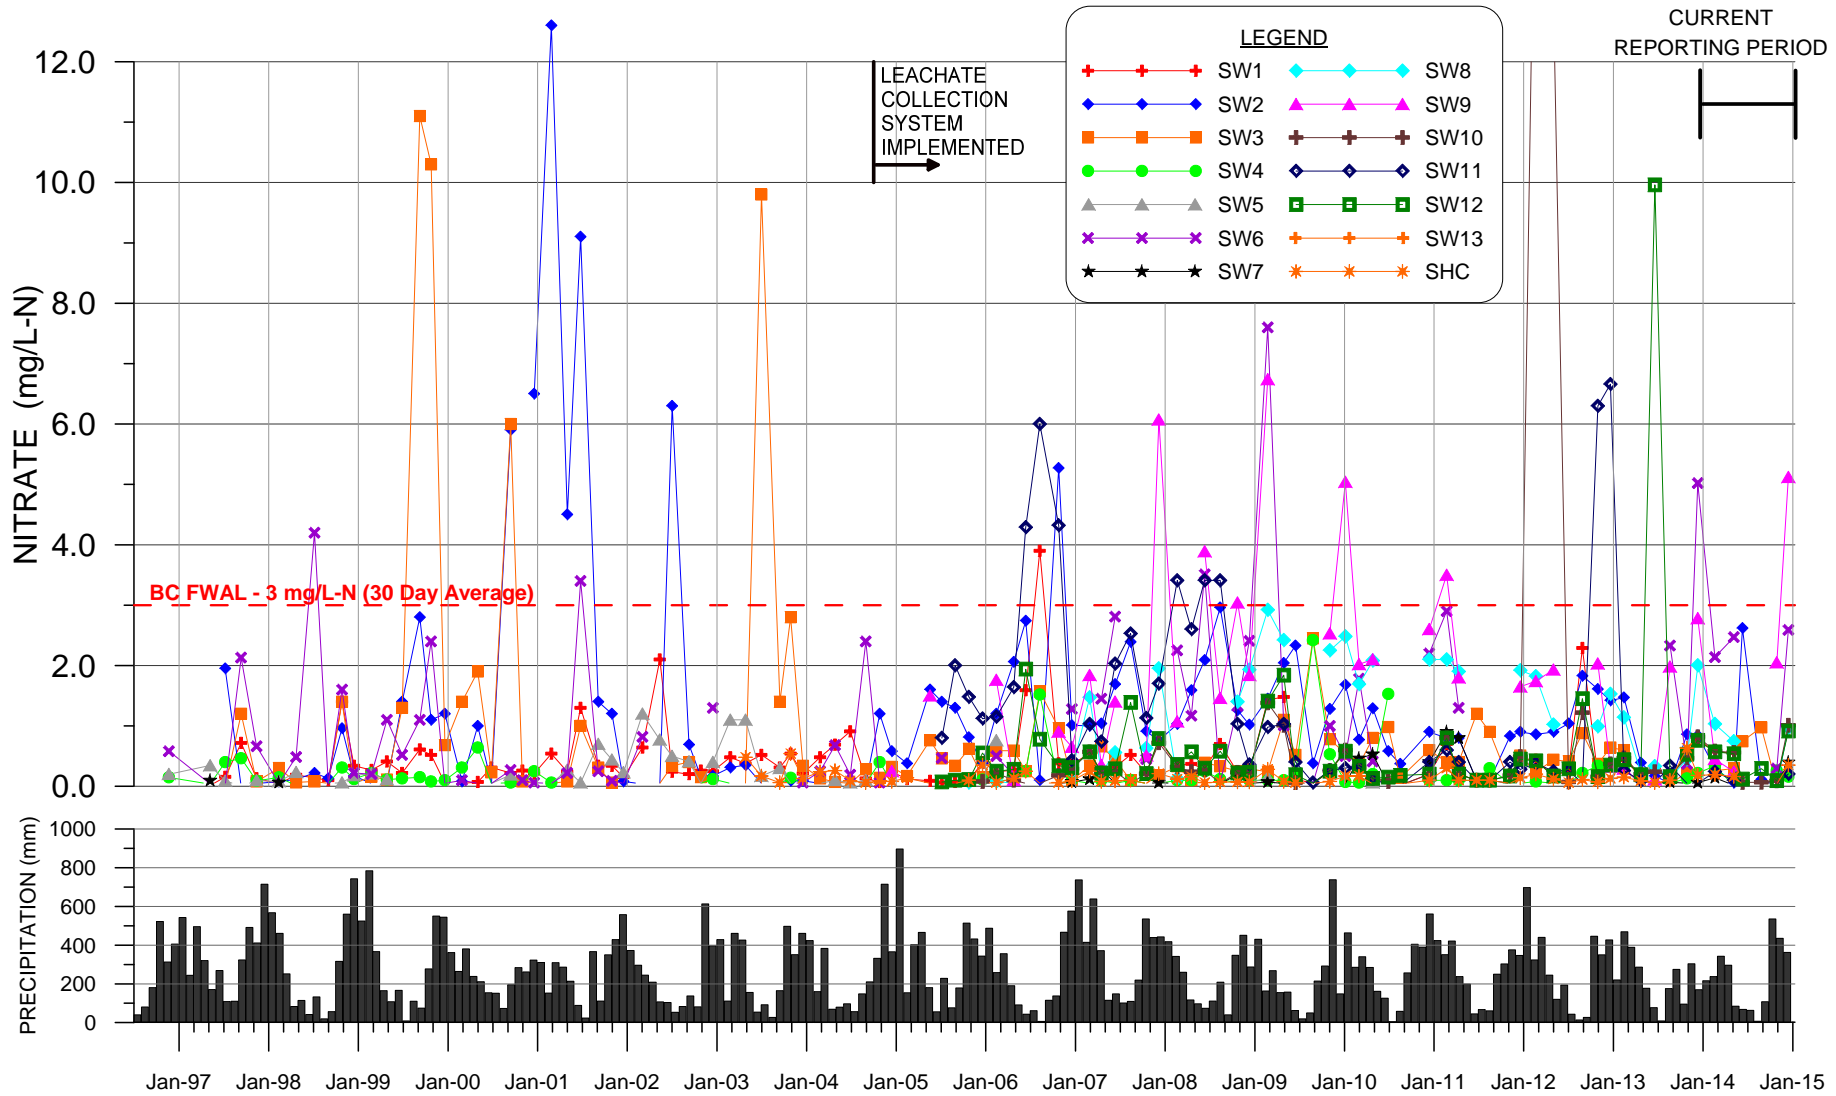 CURRENT
REPORTING PERIOD
LEGEND
SW1
SW2
SW3
SW4
SW5
SW6
SW7
SW8
SW9
SW10
SW11
SW12
SW13
SHC
LEACHATE
COLLECTION
SYSTEM
IMPLEMENTED
NITRATE (mg/L-N)
12.0
10.0
8.0
6.0
4.0
2.0
0.0
BC FWAL - 3 mg/L-N (30 Day Average)
PRECIPITATION (mm)
1000
800
600
400
200
0
Jan-97 Jan-98 Jan-99 Jan-00 Jan-01 Jan-02 Jan-03 Jan-04 Jan-05 Jan-06 Jan-07 Jan-08 Jan-09 Jan-10 Jan-11 Jan-12 Jan-13 Jan-14 Jan-15